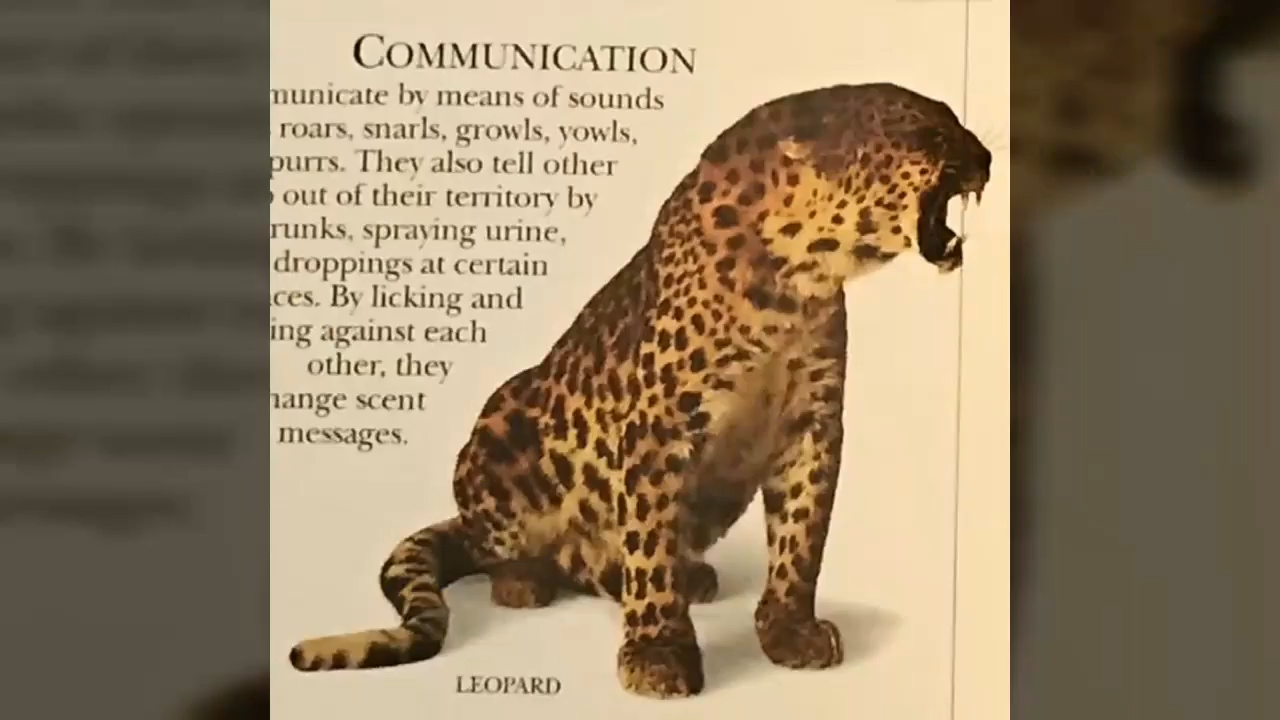 COMMUNICATION
municate by means of sounds
roars, snarls, growls, yowls,
purrs. They also tell other
out of their territory by
runks, spraying urine,
droppings at certain
ces. By licking and
ing against each
other, they
hange scent
messages.
LEOPARD